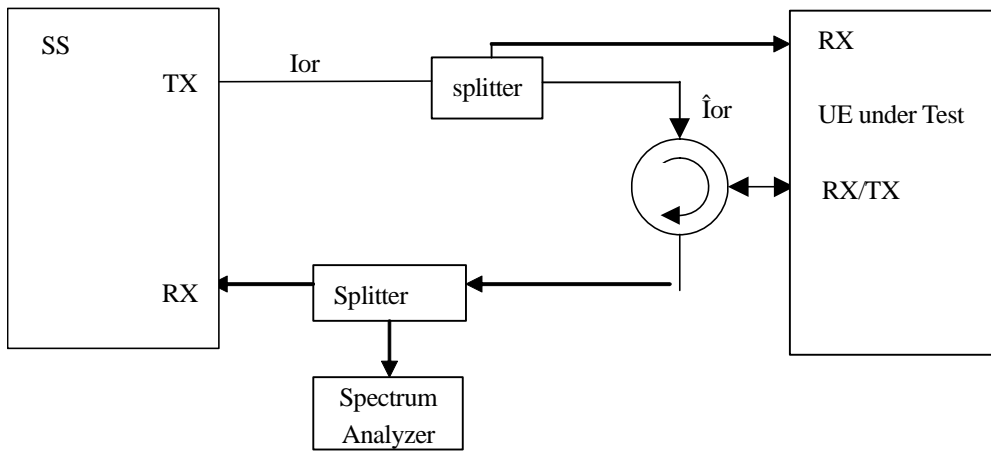 SS
TX
Ior
splitter
RX
Îor
UE under Test
RX/TX
RX
Splitter
Spectrum
Analyzer